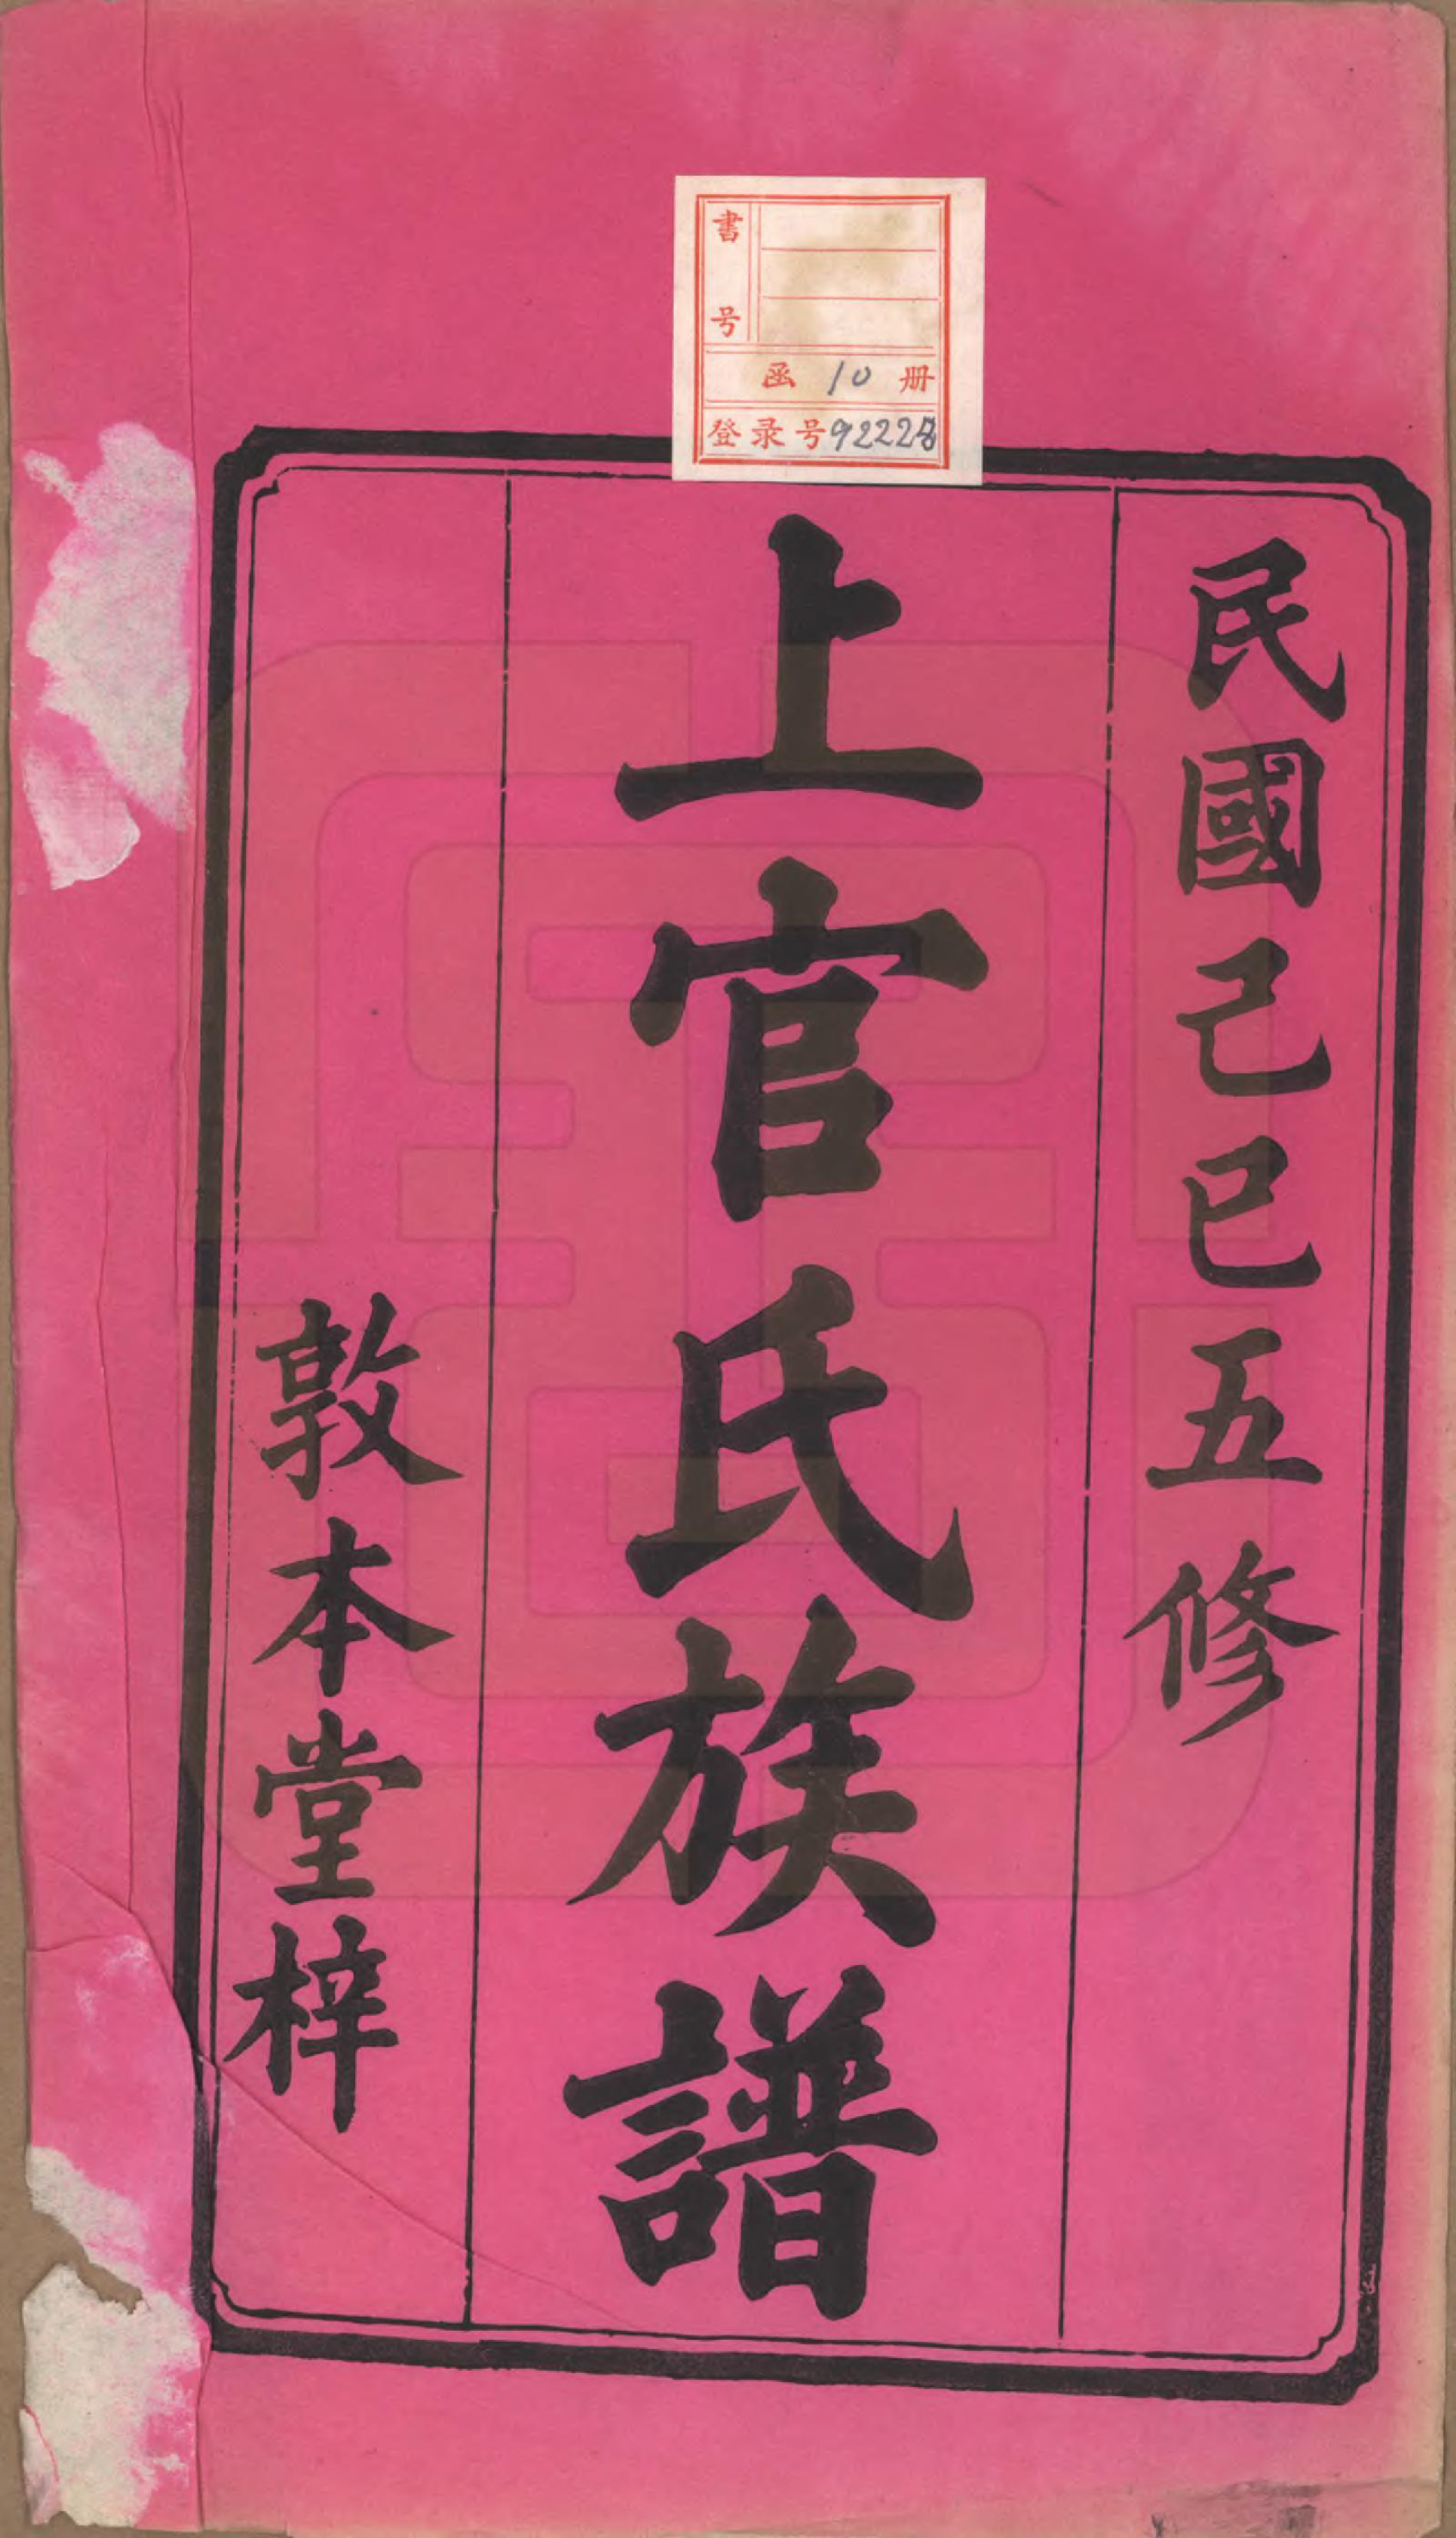 民國己巳五修
上官氏族譜
敦本堂梓
書号
函 10 册
登录号92228